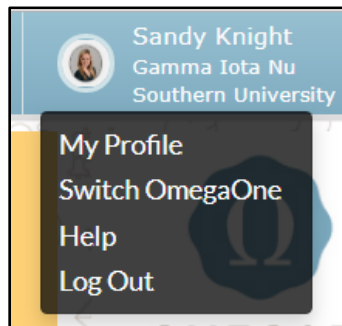 Sandy Knight
Gamma Iota Nu
Southern University
My Profile
Switch OmegaOne
Help
Log Out
Ω